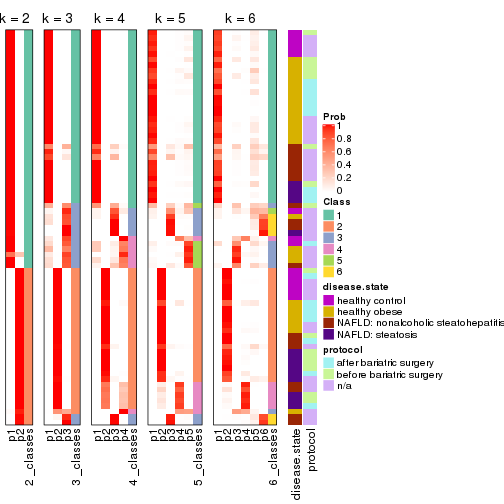 k = 2 k = 3 k = 4 k = 5 k = 6
Prob
1
0.8
0.6
0.4
0.2
0
Class
1
2
3
4
5
6
disease.state
healthy control
healthy obese
NAFLD: nonalcoholic steatohepatitis
NAFLD: steatosis
protocol
after bariatric surgery
before bariatric surgery
n/a
p1
p2
2_classes
p1
p2
p3
3_classes
p1
p2
p3
p4
4_classes
p1
p2
p3
p4
p5
5_classes
p1
p2
p3
p4
p5
p6
6_classes
disease.state
protocol